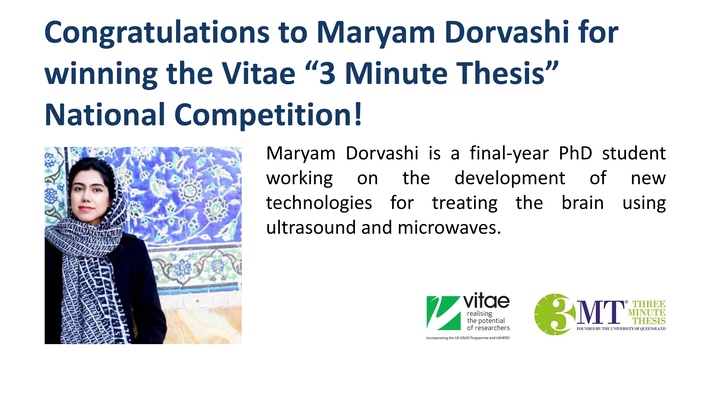 Congratulations to Maryam Dorvashi for
winning the Vitae “3 Minute Thesis”
National Competition!
Maryam Dorvashi is a final-year PhD student
working on the development of new
technologies for treating the brain using
ultrasound and microwaves.
vitae
realising
the potential
of researchers
Incorporating the UK GRAD Programme and UKHERD
3MT®
THREE
MINUTE
THESIS
FOUNDED BY THE UNIVERSITY OF QUEENSLAND